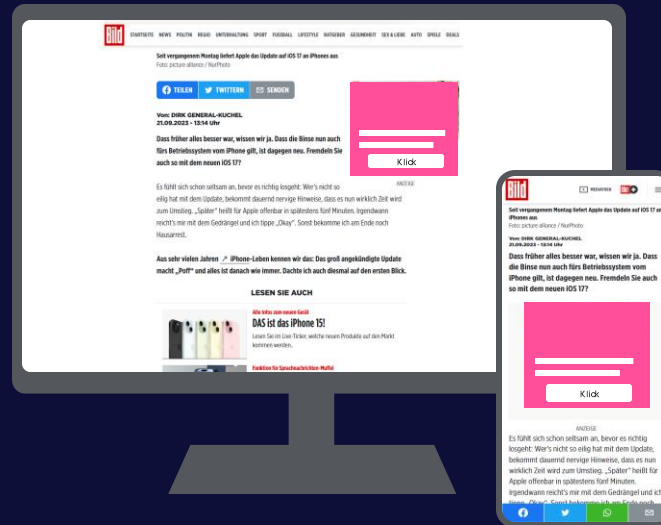 Bild
STARTSEITE NEWS POLITIK REGIO UNTERHALTUNG SPORT FUSSBALL LIFESTYLE RATGEBER GESUNDHEIT SEX & LIEBE AUTO SPIELE DEALS
Seit vergangenem Montag liefert Apple das Update auf iOS 17 an iPhones aus
Foto: picture alliance / NurPhoto
TEILEN TWITTERN SENDEN
Von: DIRK GENERAL-KUCHEL
21.09.2023 - 13:14 Uhr
Dass früher alles besser war, wissen wir ja. Dass die Binse nun auch
fürs Betriebssystem vom iPhone gilt, ist dagegen neu. Fremdeln Sie
auch so mit dem neuen iOS 17?
Klick
ANZEIGE
Es fühlt sich schon seltsam an, bevor es richtig losgeht: Wer's nicht so
eilig hat mit dem Update, bekommt dauernd nervige Hinweise, dass es nun wirklich Zeit wird
zum Umstieg. „Später" heißt für Apple offenbar in spätestens fünf Minuten. Irgendwann
reicht's mir mit dem Gedrängel und ich tippe „Okay". Sonst bekomme ich am Ende noch
Hausarrest.
Aus sehr vielen Jahren ↗ iPhone-Leben kennen wir das: Das groß angekündigte Update
macht „Poff" und alles ist danach wie immer. Dachte ich auch diesmal auf den ersten Blick.
LESEN SIE AUCH
Alle Infos zum neuen Gerät
DAS ist das iPhone 15!
Lesen Sie im Live-Ticker, welche neuen Produkte auf den Markt
kommen werden.
Funktion für Sprachnachrichten-Muffel
Bild
Seit vergangenem Montag liefert Apple das Update auf iOS 17 an
iPhones aus
Foto: picture alliance / NurPhoto
Von: DIRK GENERAL-KUCHEL
21.09.2023 - 13:14 Uhr
Dass früher alles besser war, wissen wir ja. Dass
die Binse nun auch fürs Betriebssystem vom
iPhone gilt, ist dagegen neu. Fremdeln Sie auch
so mit dem neuen iOS 17?
Klick
ANZEIGE
Es fühlt sich schon seltsam an, bevor es richtig
losgeht: Wer's nicht so eilig hat mit dem Update,
bekommt dauernd nervige Hinweise, dass es nun
wirklich Zeit wird zum Umstieg. „Später" heißt für
Apple offenbar in spätestens fünf Minuten.
Irgendwann reicht's mir mit dem Gedrängel und ich
tippe „Okay". Sonst bekomme ich am Ende noch